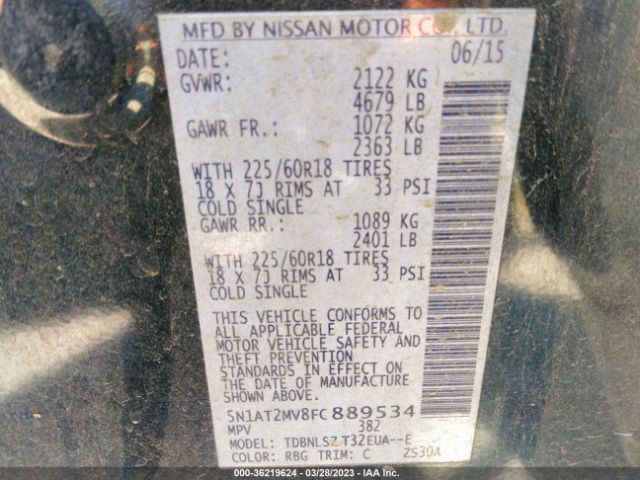 MFD BY NISSAN MOTOR CO., LTD.
DATE: 06/15
GVWR: 2122 KG
4679 LB
GAWR FR.: 1072 KG
2363 LB
WITH 225/60R18 TIRES
18 X 7J RIMS AT 33 PSI
COLD SINGLE
GAWR RR.: 1089 KG
2401 LB
WITH 225/60R18 TIRES
18 X 7J RIMS AT 33 PSI
COLD SINGLE
THIS VEHICLE CONFORMS TO
ALL APPLICABLE FEDERAL
MOTOR VEHICLE SAFETY AND
THEFT PREVENTION
STANDARDS IN EFFECT ON
THE DATE OF MANUFACTURE
SHOWN ABOVE.
5N1AT2MV8FC889534
MPV 382
MODEL: TDBNLSZ T32EUA--E
COLOR: RBG TRIM: C ZS30A
000-36219624 - 03/28/2023 - IAAI - COPART